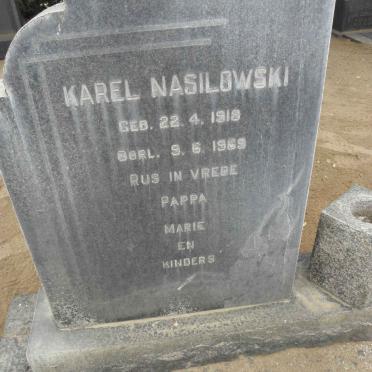 KAREL NASILOWSKI
GEB. 22. 4. 1918
OORL. 9. 6. 1969
RUS IN VREDE
PAPPA
MARIE
EN
KINDERS